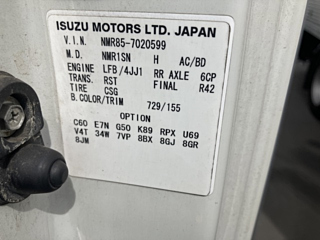 ISUZU MOTORS LTD. JAPAN
V.I.N. NMR85-7020599
M.D. NMR1SN H AC/BD
ENGINE LFB/4JJ1 RR AXLE 6CP
TRANS. RST FINAL R42
TIRE CSG
B.COLOR/TRIM 729/155
OPTION
C60 E7N G50 K89 RPX U69
V4T 34W 7VP 8BX 8GJ 8GR
8JM